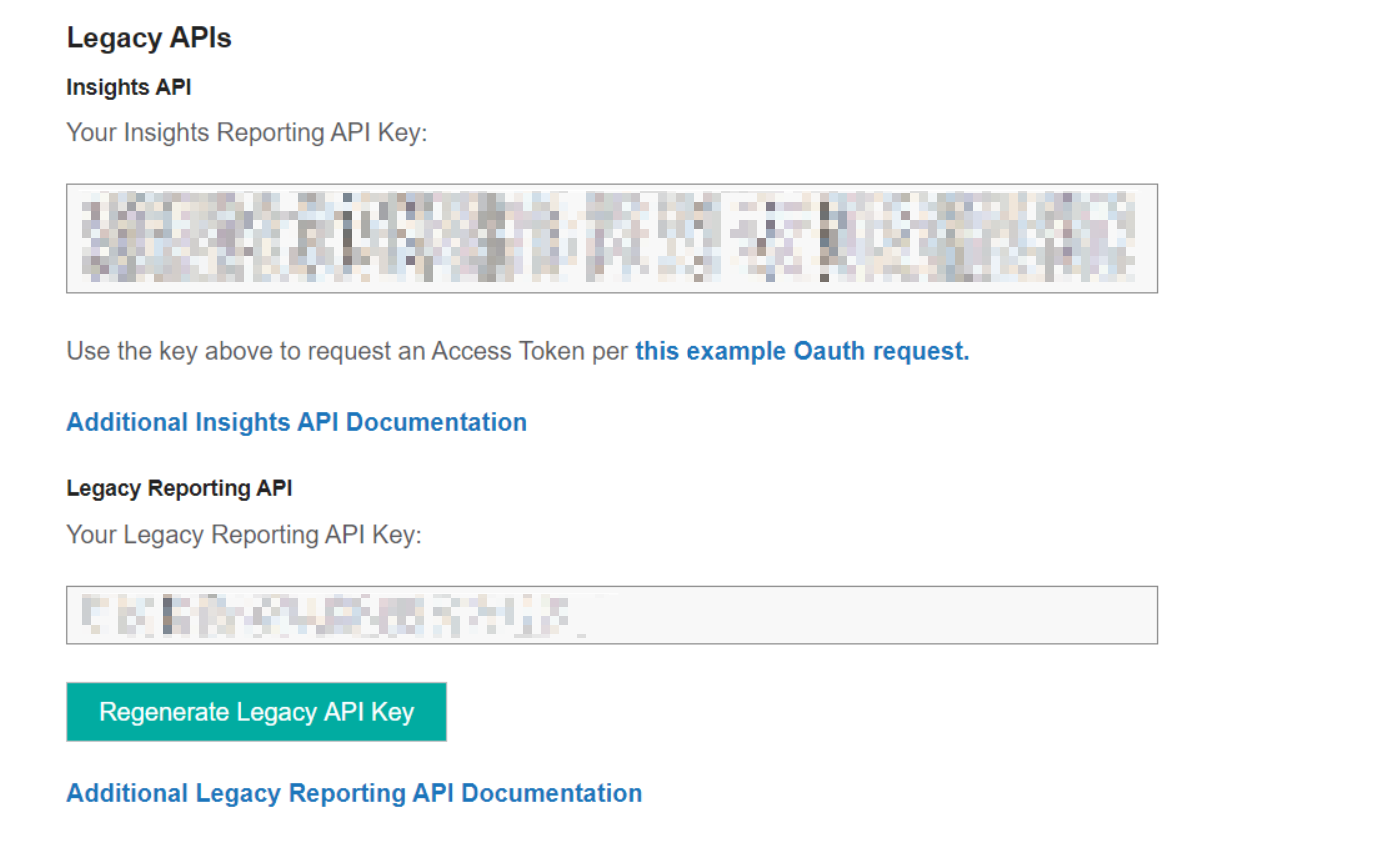 Legacy APIs
Insights API
Your Insights Reporting API Key:
Use the key above to request an Access Token per this example Oauth request.
Additional Insights API Documentation
Legacy Reporting API
Your Legacy Reporting API Key:
Regenerate Legacy API Key
Additional Legacy Reporting API Documentation